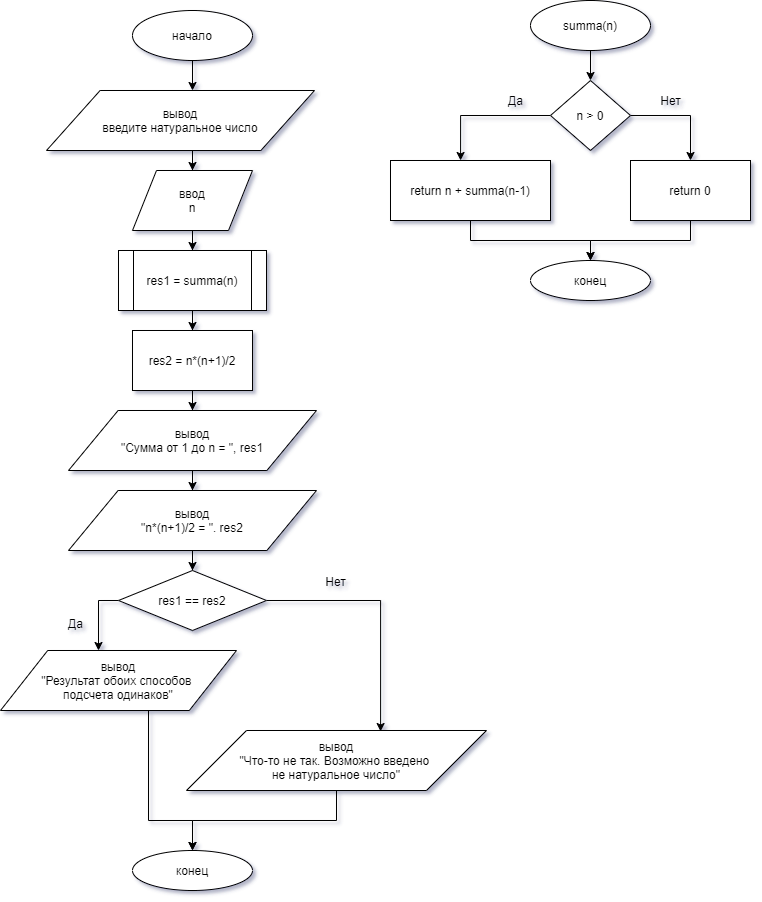 начало
вывод
введите натуральное число
ввод
n
res1 = summa(n)
res2 = n*(n+1)/2
вывод
"Сумма от 1 до n = ", res1
вывод
"n*(n+1)/2 = ". res2
res1 == res2
Да
Нет
вывод
"Результат обоих способов
подсчета одинаков"
вывод
"Что-то не так. Возможно введено
не натуральное число"
конец
summa(n)
n > 0
Да
Нет
return n + summa(n-1)
return 0
конец